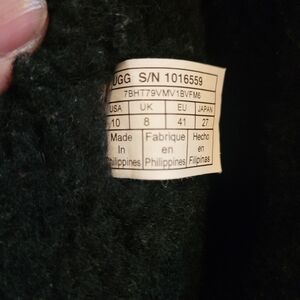 UGG S/N 1016559
7BHT79VMV1BVFM6
USA UK EU JAPAN
10 8 41 27
Made Fabrique Hecho
In en en
Philippines Philippines Filipinas